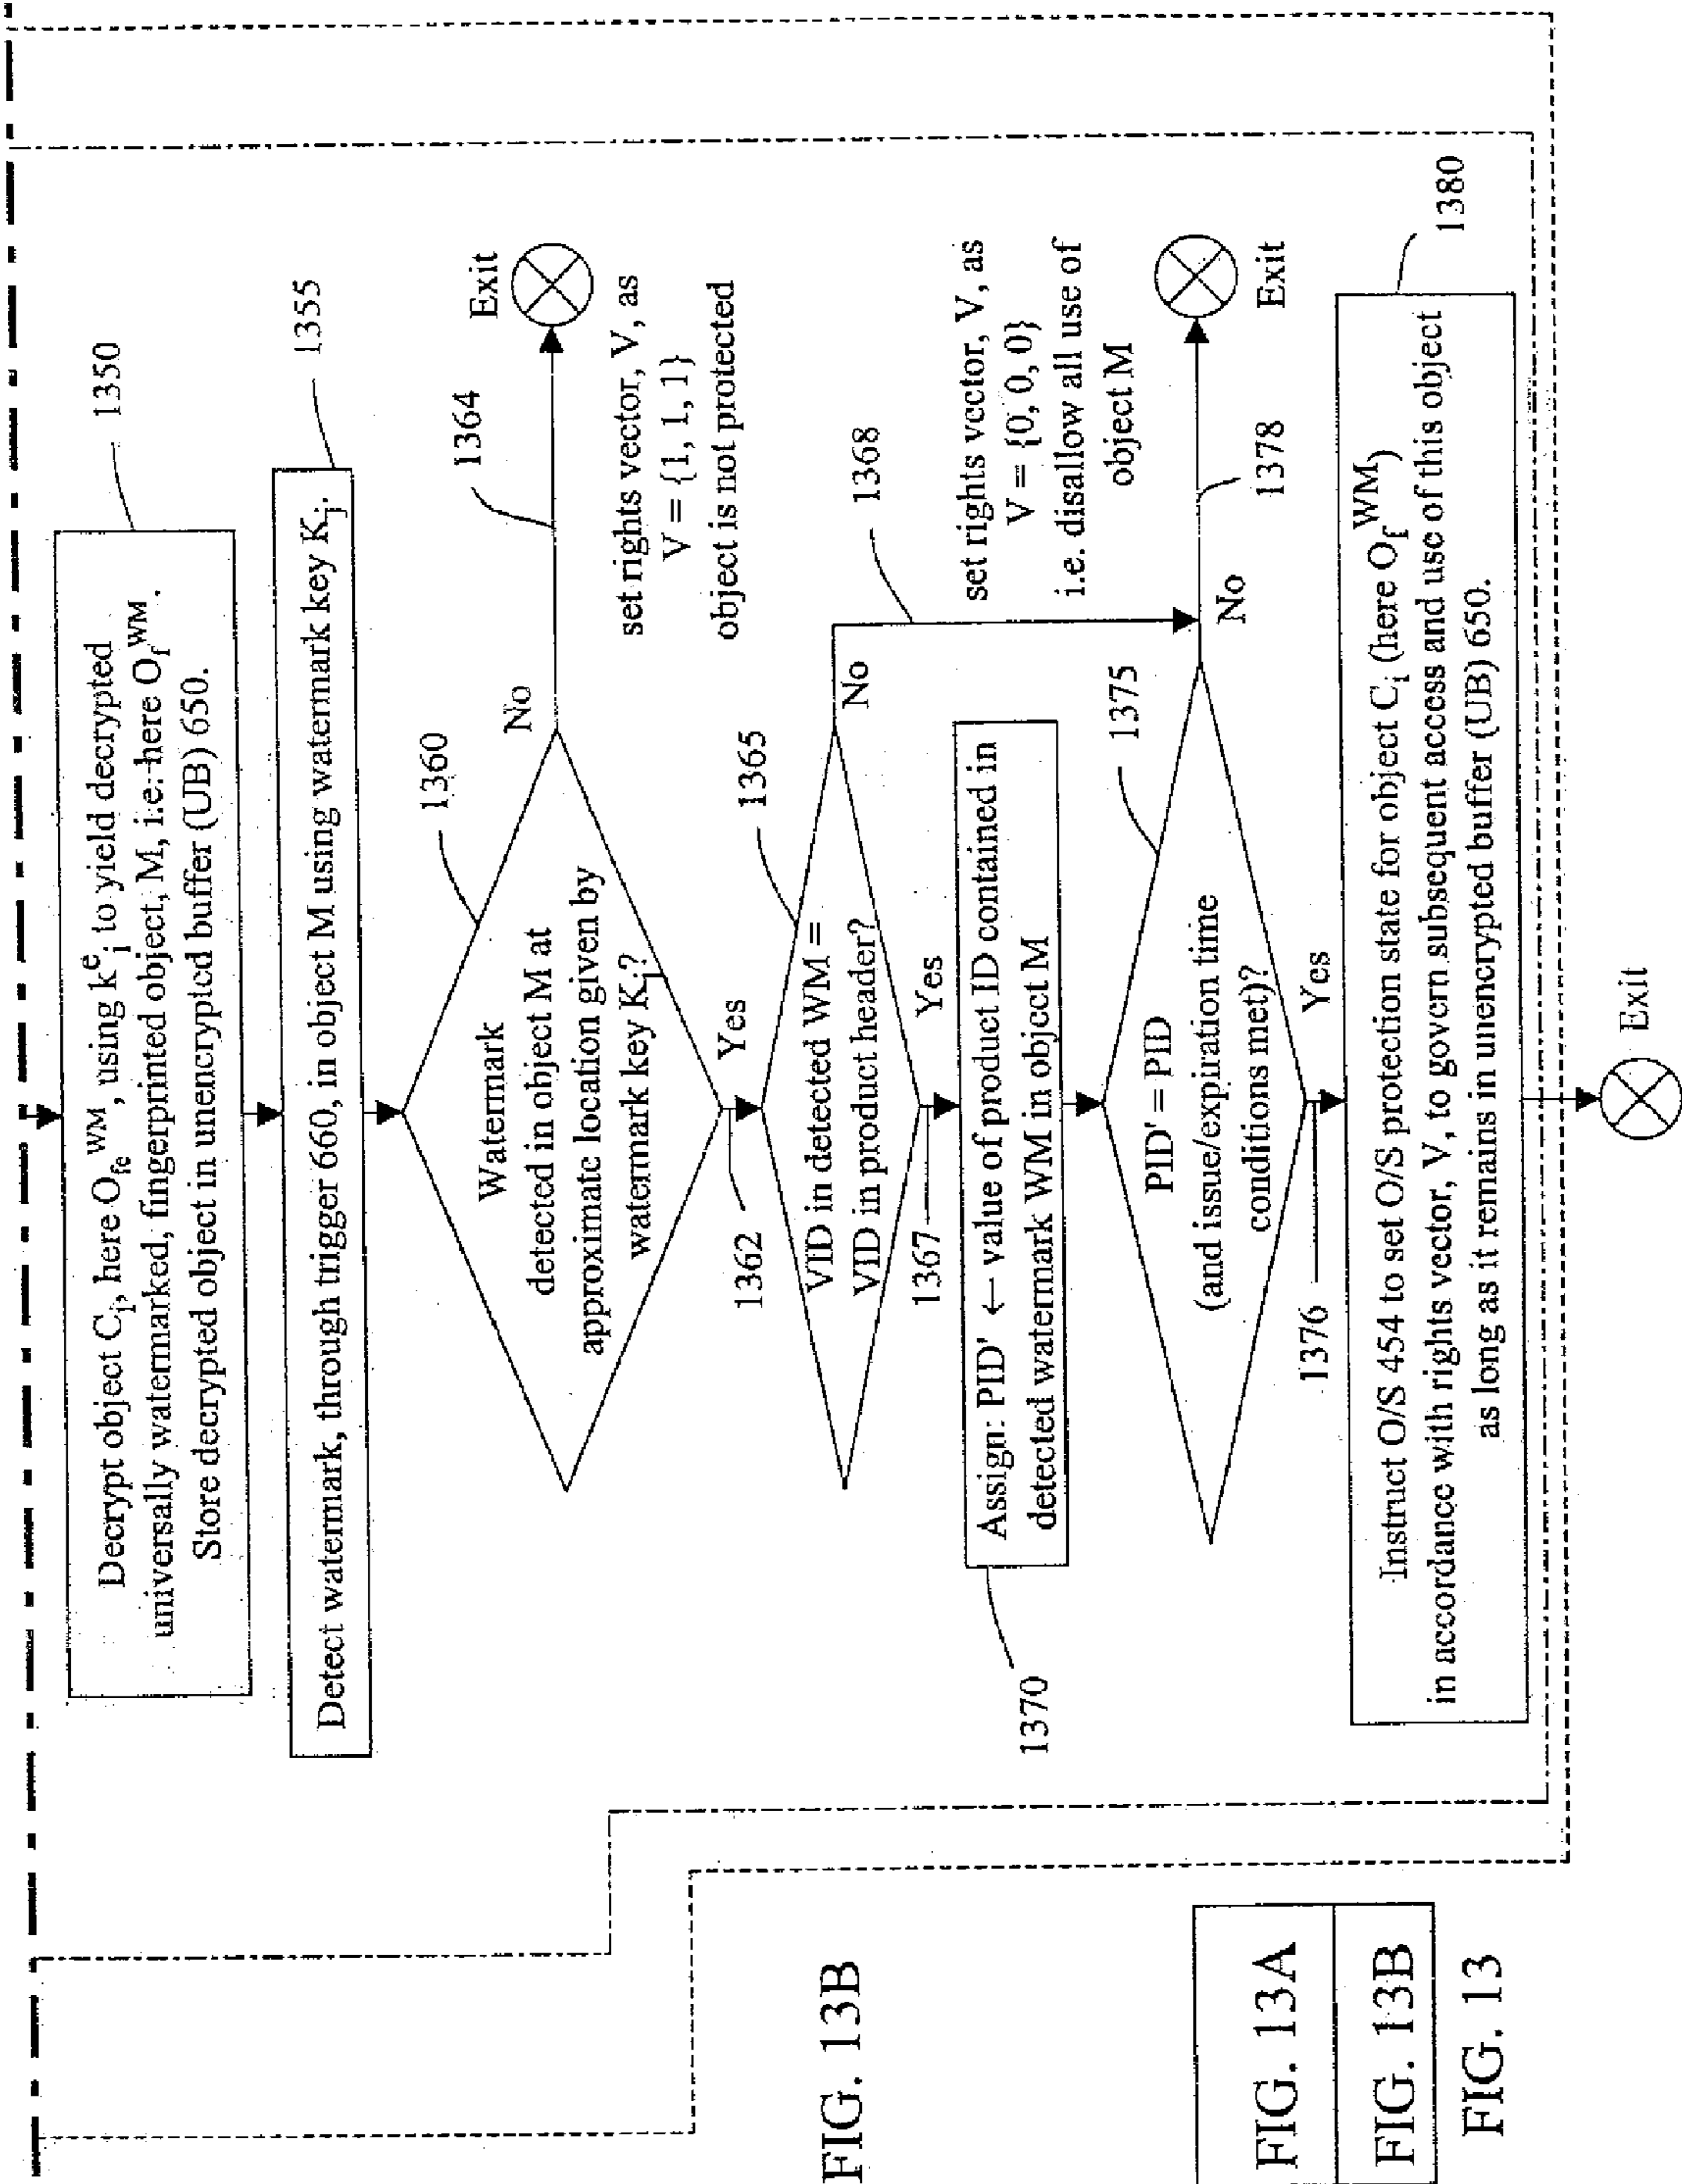 Decrypt object Cj, here Ofe^WM, using k^e_j to yield decrypted
universally watermarked, fingerprinted object, M, i.e. here Of^WM.
Store decrypted object in unencrypted buffer (UB) 650.
1350
Detect watermark, through trigger 660, in object M using watermark key Kj.
1355
Watermark
detected in object M at
approximate location given by
watermark key Kj?
1360
No
1364
Exit
set rights vector, V, as
V = {1, 1, 1}
object is not protected
1362
Yes
VID in detected WM =
VID in product header?
1365
No
1368
1367
Yes
Assign: PID' ← value of product ID contained in
detected watermark WM in object M
1370
set rights vector, V, as
V = {0, 0, 0}
i.e. disallow all use of
object M
PID' = PID
(and issue/expiration time
conditions met)?
1375
No
1378
Exit
1376
Yes
Instruct O/S 454 to set O/S protection state for object Ci (here Of^WM)
in accordance with rights vector, V, to govern subsequent access and use of this object
as long as it remains in unencrypted buffer (UB) 650.
1380
Exit
FIG. 13B
FIG. 13A
FIG. 13B
FIG. 13